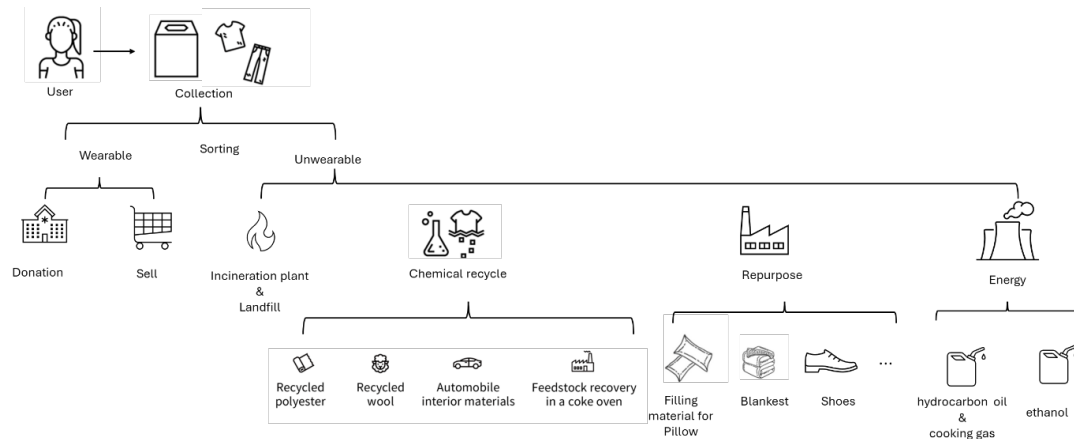 User
Collection
Wearable
Sorting
Unwearable
Donation
Sell
Incineration plant
&
Landfill
Chemical recycle
Repurpose
Energy
Recycled
polyester
Recycled
wool
Automobile
interior materials
Feedstock recovery
in a coke oven
Filling
material for
Pillow
Blankest
Shoes
...
hydrocarbon oil
&
cooking gas
ethanol